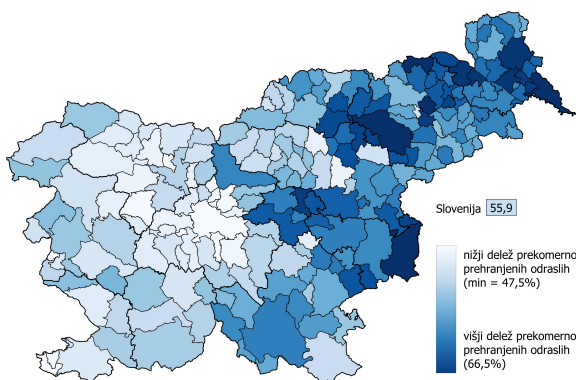 Slovenija 55,9
nižji delež prekomerno
prehranjenih odraslih
(min = 47,5%)
višji delež prekomerno
prehranjenih odraslih
(66,5%)